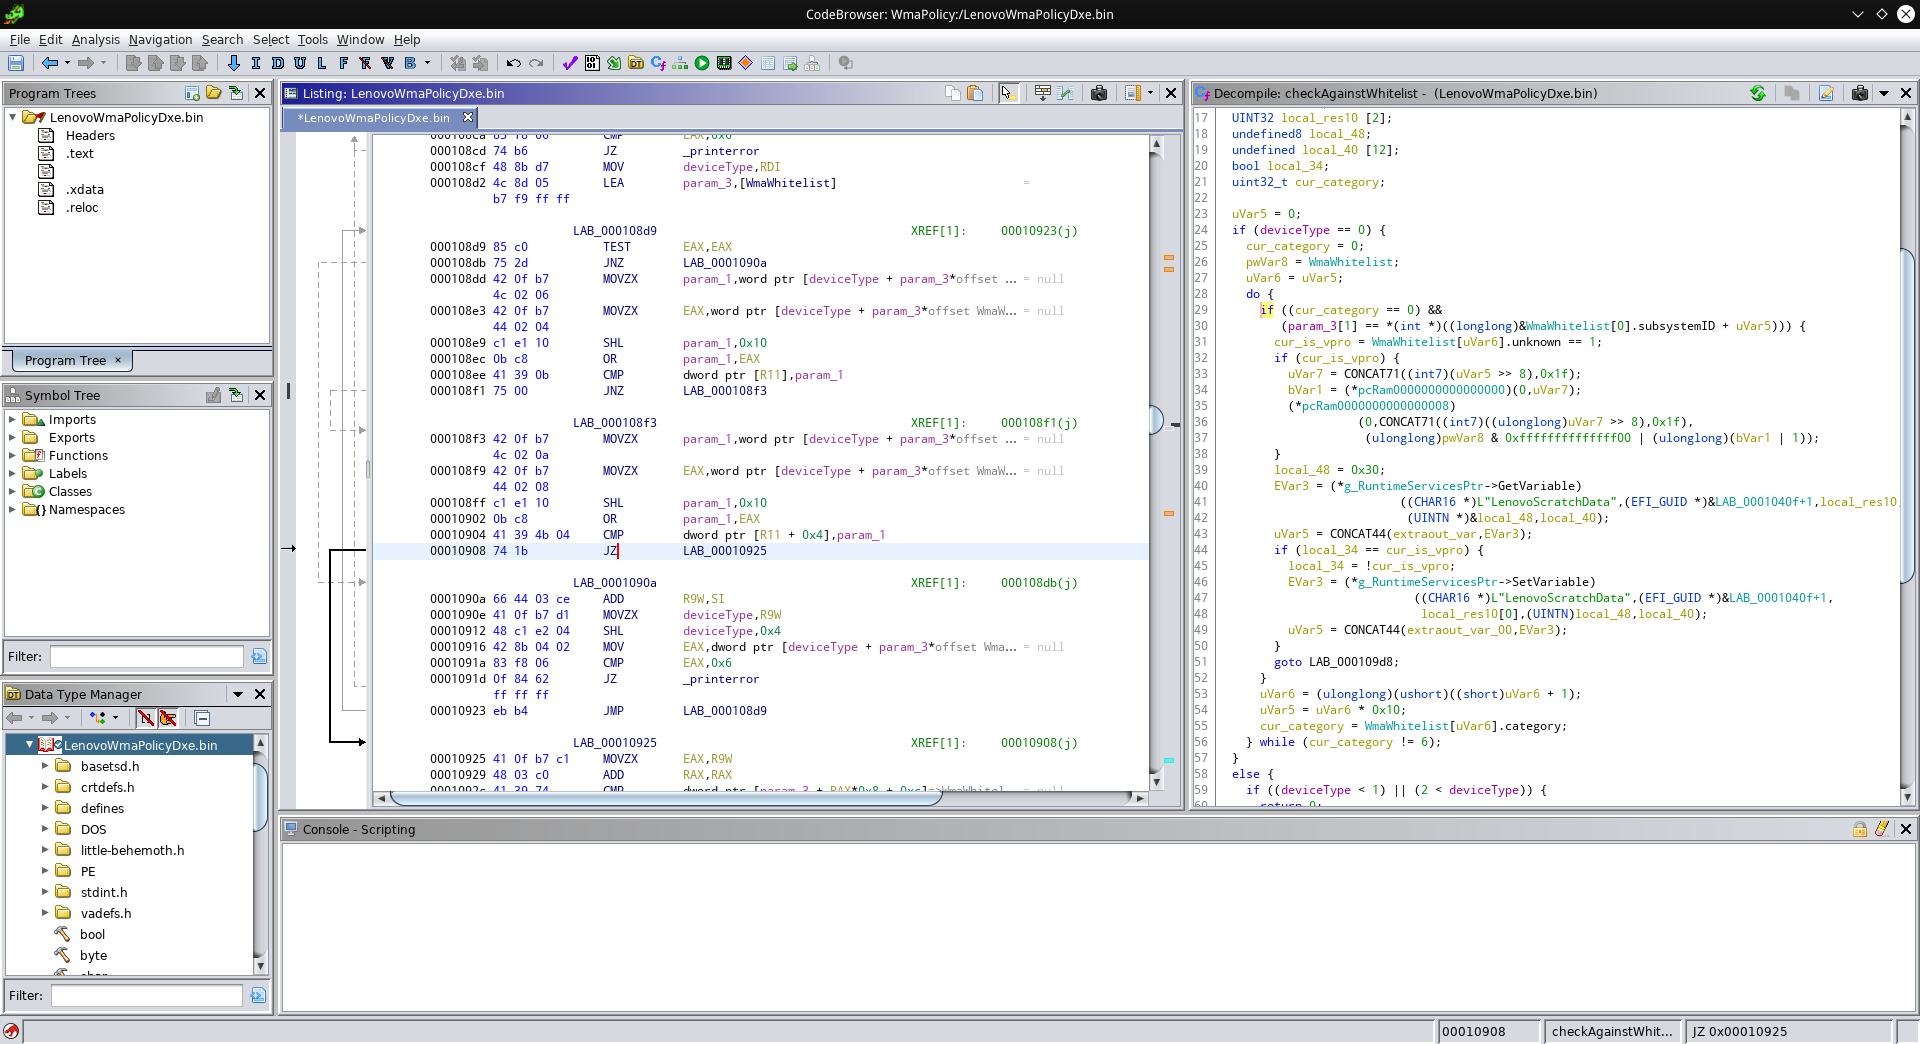 CodeBrowser: WmaPolicy:/LenovoWmaPolicyDxe.bin
File Edit Analysis Navigation Search Select Tools Window Help
I D U L F B
Program Trees
LenovoWmaPolicyDxe.bin
Headers
.text
.xdata
.reloc
Program Tree ×
Symbol Tree
Imports
Exports
Functions
Labels
Classes
Namespaces
Filter:
Data Type Manager
LenovoWmaPolicyDxe.bin
basetsd.h
crtdefs.h
defines
DOS
little-behemoth.h
PE
stdint.h
vadefs.h
bool
byte
Filter:
Listing: LenovoWmaPolicyDxe.bin
*LenovoWmaPolicyDxe.bin
000108ca 83 f8 06 CMP EAX,0x6
000108cd 74 b6 JZ _printerror
000108cf 48 8b d7 MOV deviceType,RDI
000108d2 4c 8d 05 LEA param_3,[WmaWhitelist] =
b7 f9 ff ff
LAB_000108d9 XREF[1]: 00010923(j)
000108d9 85 c0 TEST EAX,EAX
000108db 75 2d JNZ LAB_0001090a
000108dd 42 0f b7 MOVZX param_1,word ptr [deviceType + param_3*offset ... = null
4c 02 06
000108e3 42 0f b7 MOVZX EAX,word ptr [deviceType + param_3*offset WmaW... = null
44 02 04
000108e9 c1 e1 10 SHL param_1,0x10
000108ec 0b c8 OR param_1,EAX
000108ee 41 39 0b CMP dword ptr [R11],param_1
000108f1 75 00 JNZ LAB_000108f3
LAB_000108f3 XREF[1]: 000108f1(j)
000108f3 42 0f b7 MOVZX param_1,word ptr [deviceType + param_3*offset ... = null
4c 02 0a
000108f9 42 0f b7 MOVZX EAX,word ptr [deviceType + param_3*offset WmaW... = null
44 02 08
000108ff c1 e1 10 SHL param_1,0x10
00010902 0b c8 OR param_1,EAX
00010904 41 39 4b 04 CMP dword ptr [R11 + 0x4],param_1
00010908 74 1b JZ LAB_00010925
LAB_0001090a XREF[1]: 000108db(j)
0001090a 66 44 03 ce ADD R9W,SI
0001090e 41 0f b7 d1 MOVZX deviceType,R9W
00010912 48 c1 e2 04 SHL deviceType,0x4
00010916 42 8b 04 02 MOV EAX,dword ptr [deviceType + param_3*offset Wma... = null
0001091a 83 f8 06 CMP EAX,0x6
0001091d 0f 84 62 JZ _printerror
ff ff ff
00010923 eb b4 JMP LAB_000108d9
LAB_00010925 XREF[1]: 00010908(j)
00010925 41 0f b7 c1 MOVZX EAX,R9W
00010929 48 03 c0 ADD RAX,RAX
0001092c 41 39 74 CMP dword ptr [param_3 + RAX*0x8 + 0xc]
Decompile: checkAgainstWhitelist - (LenovoWmaPolicyDxe.bin)
17 UINT32 local_res10 [2];
18 undefined8 local_48;
19 undefined local_40 [12];
20 bool local_34;
21 uint32_t cur_category;
22
23 uVar5 = 0;
24 if (deviceType == 0) {
25 cur_category = 0;
26 pwVar8 = WmaWhitelist;
27 uVar6 = uVar5;
28 do {
29 if ((cur_category == 0) &&
30 (param_3[1] == *(int *)((longlong)&WmaWhitelist[0].subsystemID + uVar5))) {
31 cur_is_vpro = WmaWhitelist[uVar6].unknown == 1;
32 if (cur_is_vpro) {
33 uVar7 = CONCAT71((int7)(uVar5 >> 8),0x1f);
34 bVar1 = (*pcRam0000000000000000)(0,uVar7);
35 (*pcRam0000000000000008)
36 (0,CONCAT71((int7)((ulonglong)uVar7 >> 8),0x1f),
37 (ulonglong)pwVar8 & 0xffffffffffffff00 | (ulonglong)(bVar1 | 1));
38 }
39 local_48 = 0x30;
40 EVar3 = (*g_RuntimeServicesPtr->GetVariable)
41 ((CHAR16 *)L"LenovoScratchData",(EFI_GUID *)&LAB_0001040f+1,local_res10,
42 (UINTN *)&local_48,local_40);
43 uVar5 = CONCAT44(extraout_var,EVar3);
44 if (local_34 == cur_is_vpro) {
45 local_34 = !cur_is_vpro;
46 EVar3 = (*g_RuntimeServicesPtr->SetVariable)
47 ((CHAR16 *)L"LenovoScratchData",(EFI_GUID *)&LAB_0001040f+1,
48 local_res10[0],(UINTN)local_48,local_40);
49 uVar5 = CONCAT44(extraout_var_00,EVar3);
50 }
51 goto LAB_000109d8;
52 }
53 uVar6 = (ulonglong)(ushort)((short)uVar6 + 1);
54 uVar5 = uVar6 * 0x10;
55 cur_category = WmaWhitelist[uVar6].category;
56 } while (cur_category != 6);
57 }
58 else {
59 if ((deviceType < 1) || (2 < deviceType)) {
60 return 0;
Console - Scripting
00010908 checkAgainstWhit... JZ 0x00010925